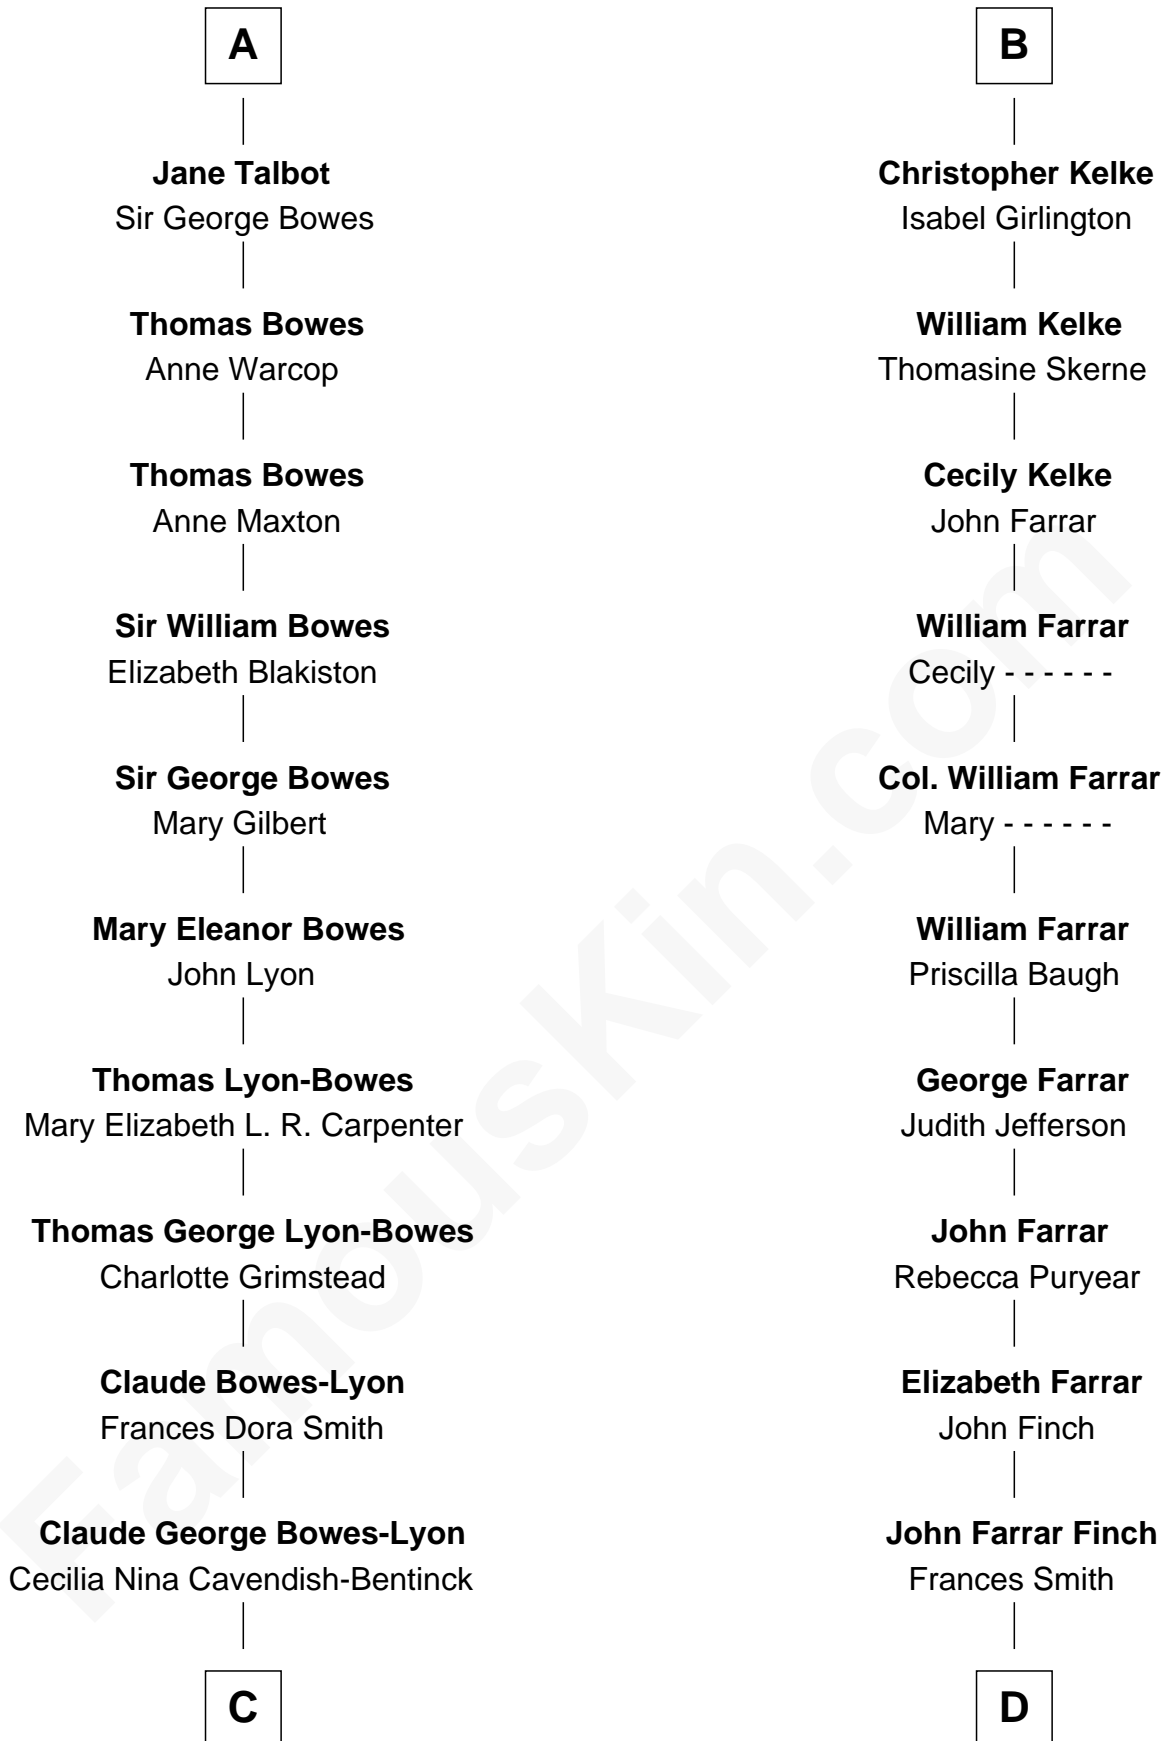 A
Jane Talbot
Sir George Bowes
Thomas Bowes
Anne Warcop
Thomas Bowes
Anne Maxton
Sir William Bowes
Elizabeth Blakiston
Sir George Bowes
Mary Gilbert
Mary Eleanor Bowes
John Lyon
Thomas Lyon-Bowes
Mary Elizabeth L. R. Carpenter
Thomas George Lyon-Bowes
Charlotte Grimstead
Claude Bowes-Lyon
Frances Dora Smith
Claude George Bowes-Lyon
Cecilia Nina Cavendish-Bentinck
C
B
Christopher Kelke
Isabel Girlington
William Kelke
Thomasine Skerne
Cecily Kelke
John Farrar
William Farrar
Cecily - - - - - -
Col. William Farrar
Mary - - - - - -
William Farrar
Priscilla Baugh
George Farrar
Judith Jefferson
John Farrar
Rebecca Puryear
Elizabeth Farrar
John Finch
John Farrar Finch
Frances Smith
D
FamousKin.com